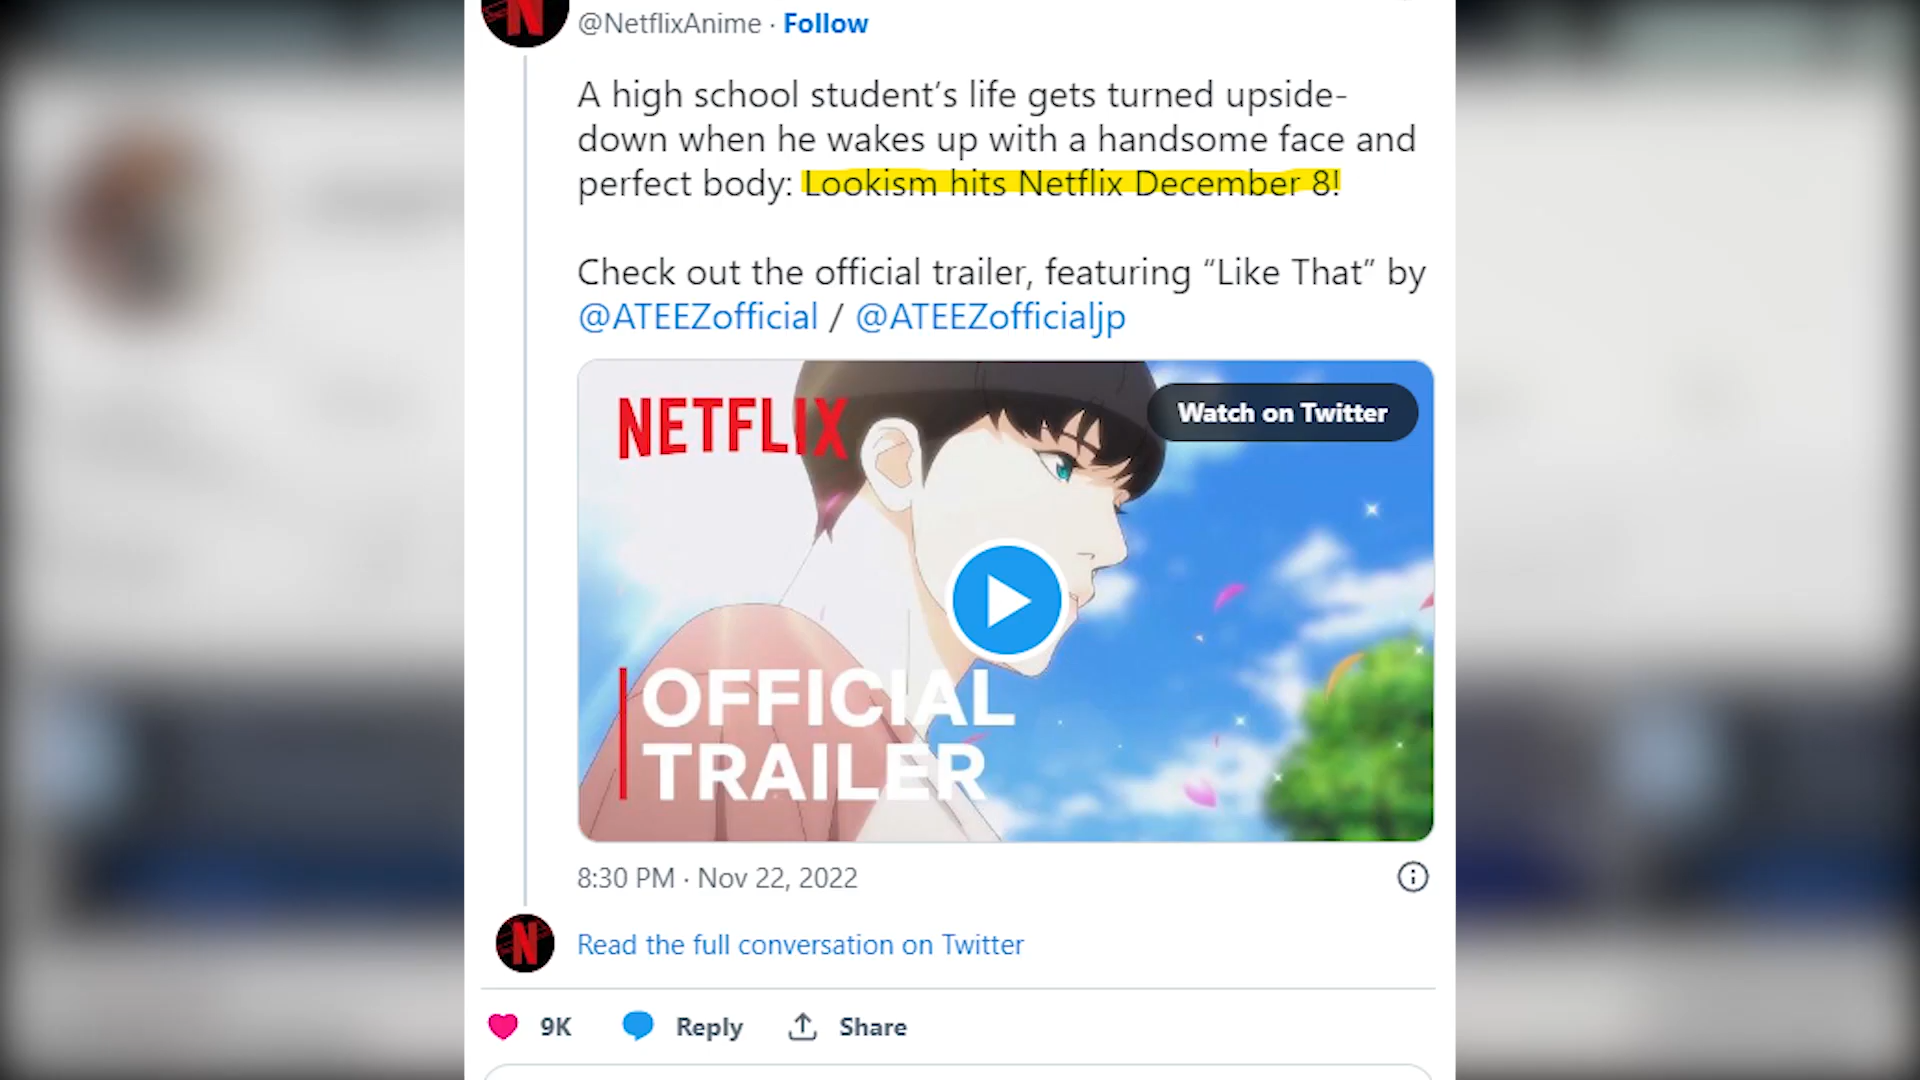 @NetflixAnime · Follow
A high school student’s life gets turned upside-
down when he wakes up with a handsome face and
perfect body: Lookism hits Netflix December 8!
Check out the official trailer, featuring “Like That” by
@ATEEZofficial / @ATEEZofficialjp
NETFLIX
Watch on Twitter
OFFICIAL
TRAILER
8:30 PM · Nov 22, 2022
Read the full conversation on Twitter
9K Reply Share